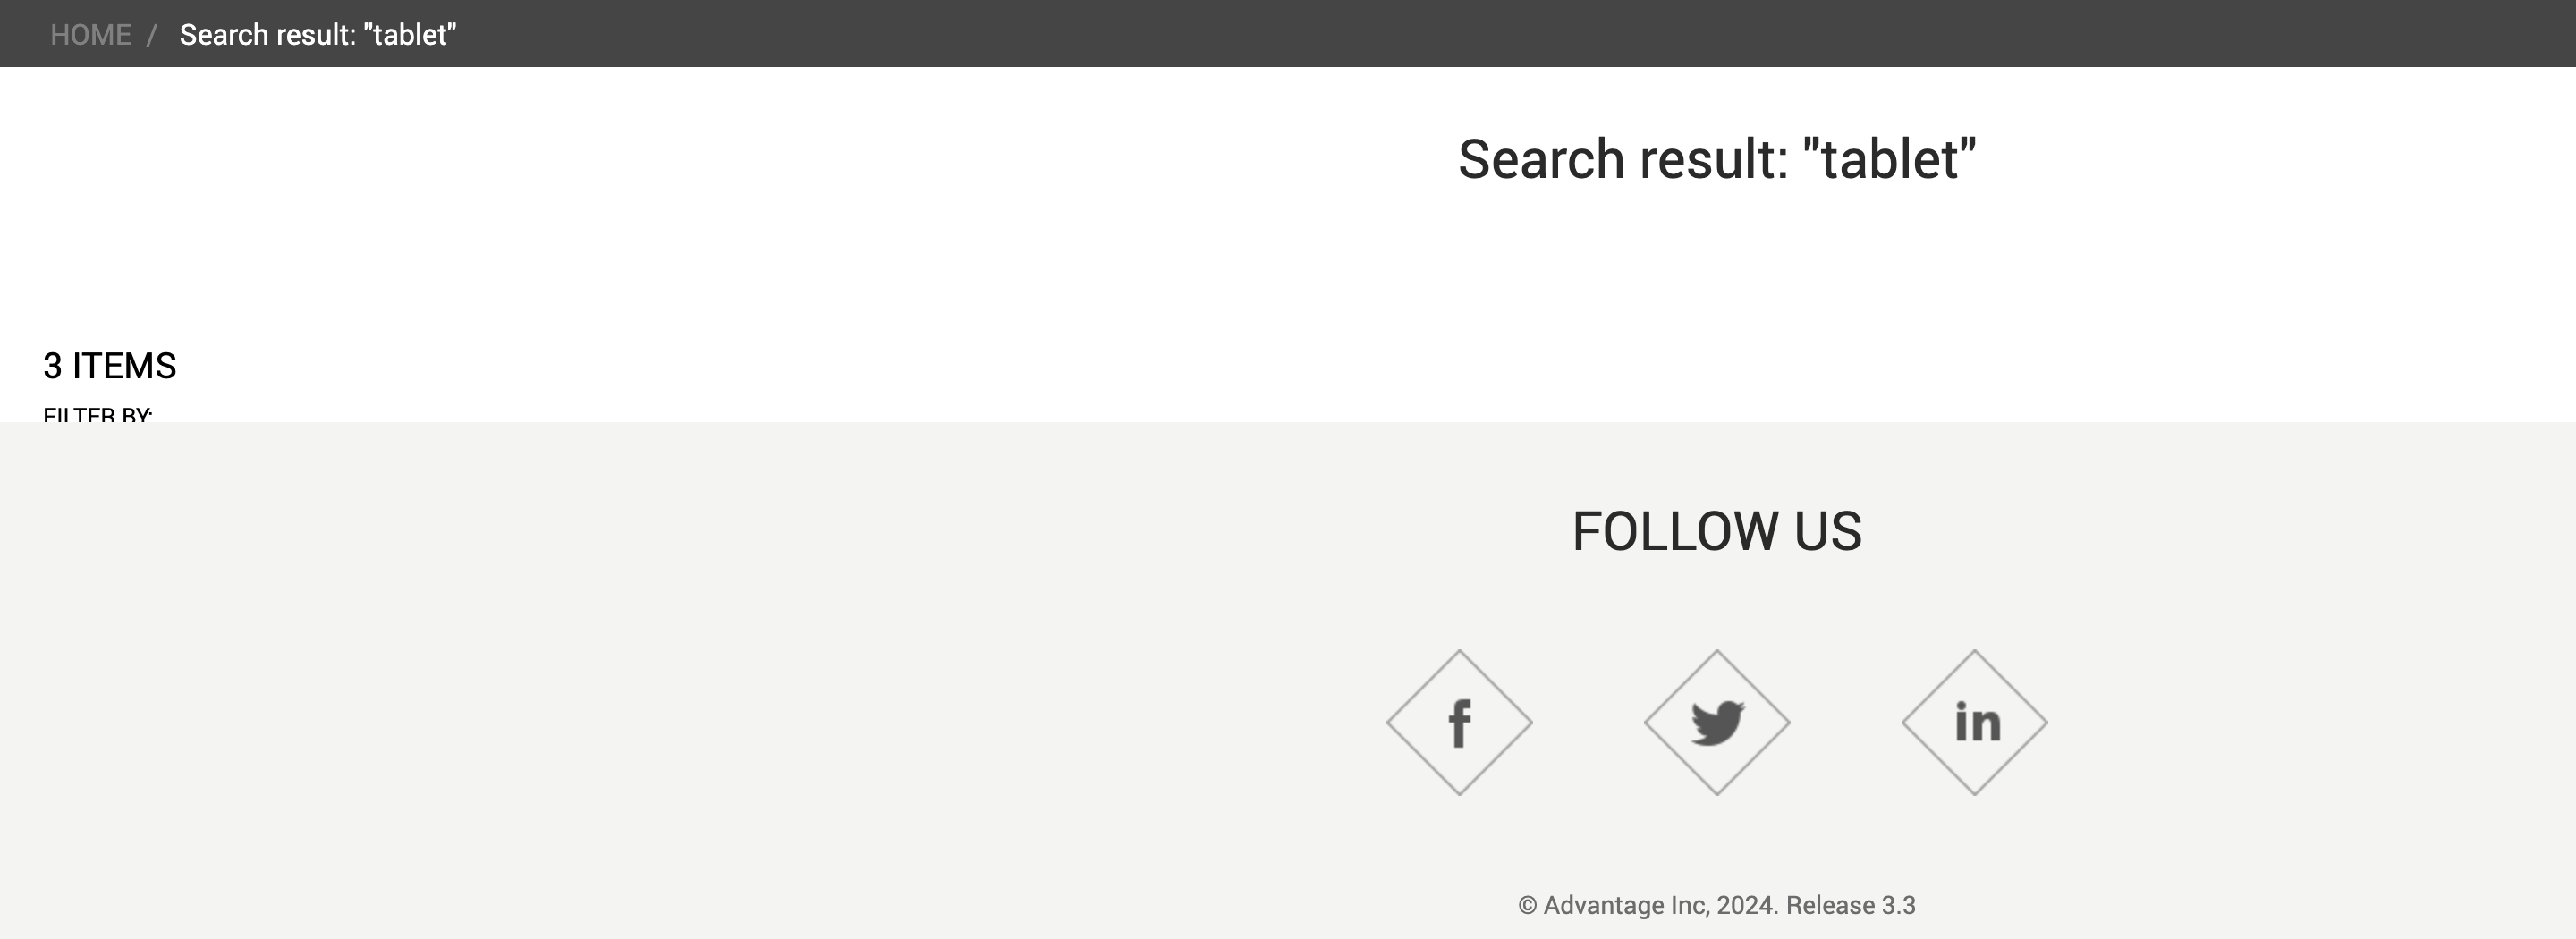 HOME / Search result: "tablet"
Search result: "tablet"
3 ITEMS
FILTER BY:
FOLLOW US
f
in
© Advantage Inc, 2024. Release 3.3